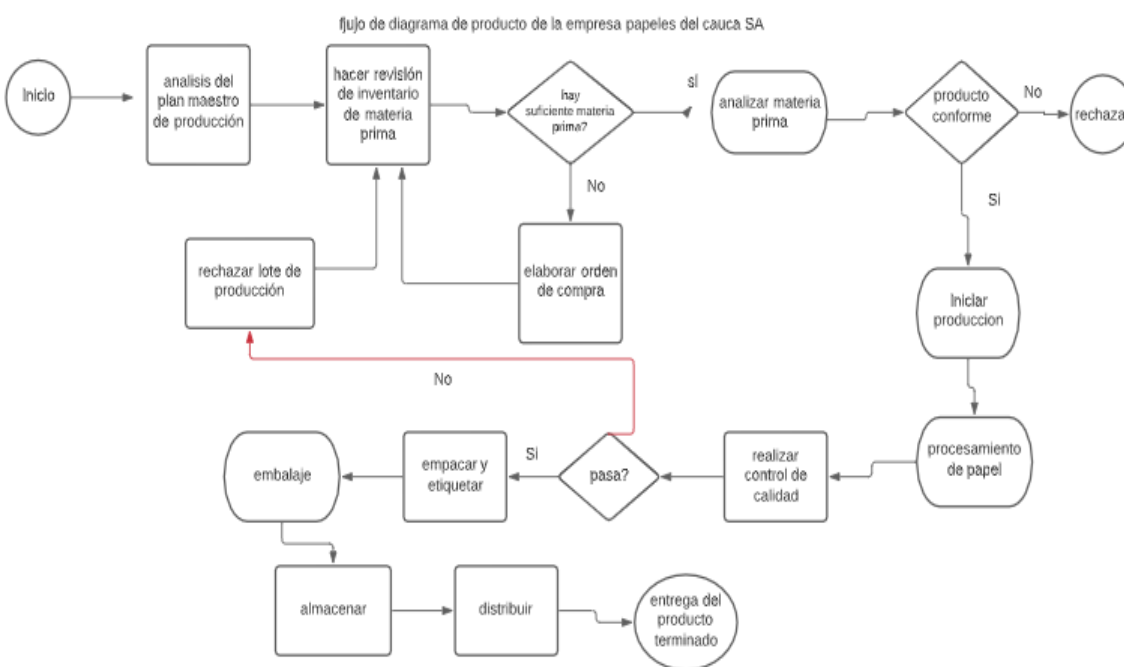 flujo de diagrama de producto de la empresa papeles del cauca SA
Inicio
analisis del
plan maestro
de producción
hacer revisión
de inventario
de materia
prima
hay
suficiente materia
prima?
si
analizar materia
prima
producto
conforme
No
rechaza
No
Si
rechazar lote de
producción
elaborar orden
de compra
Iniciar
produccion
No
embalaje
empacar y
etiquetar
Si
pasa?
realizar
control de
calidad
procesamiento
de papel
almacenar
distribuir
entrega del
producto
terminado